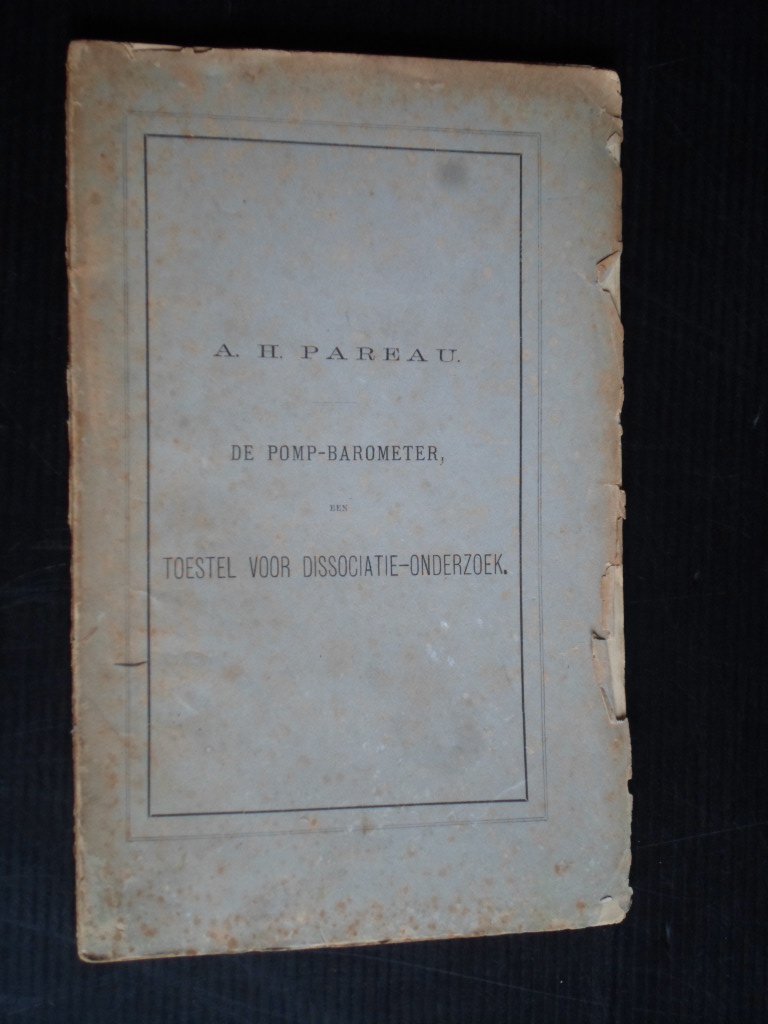 A. H. PAREAU.
DE POMP-BAROMETER,
EEN
TOESTEL VOOR DISSOCIATIE-ONDERZOEK.